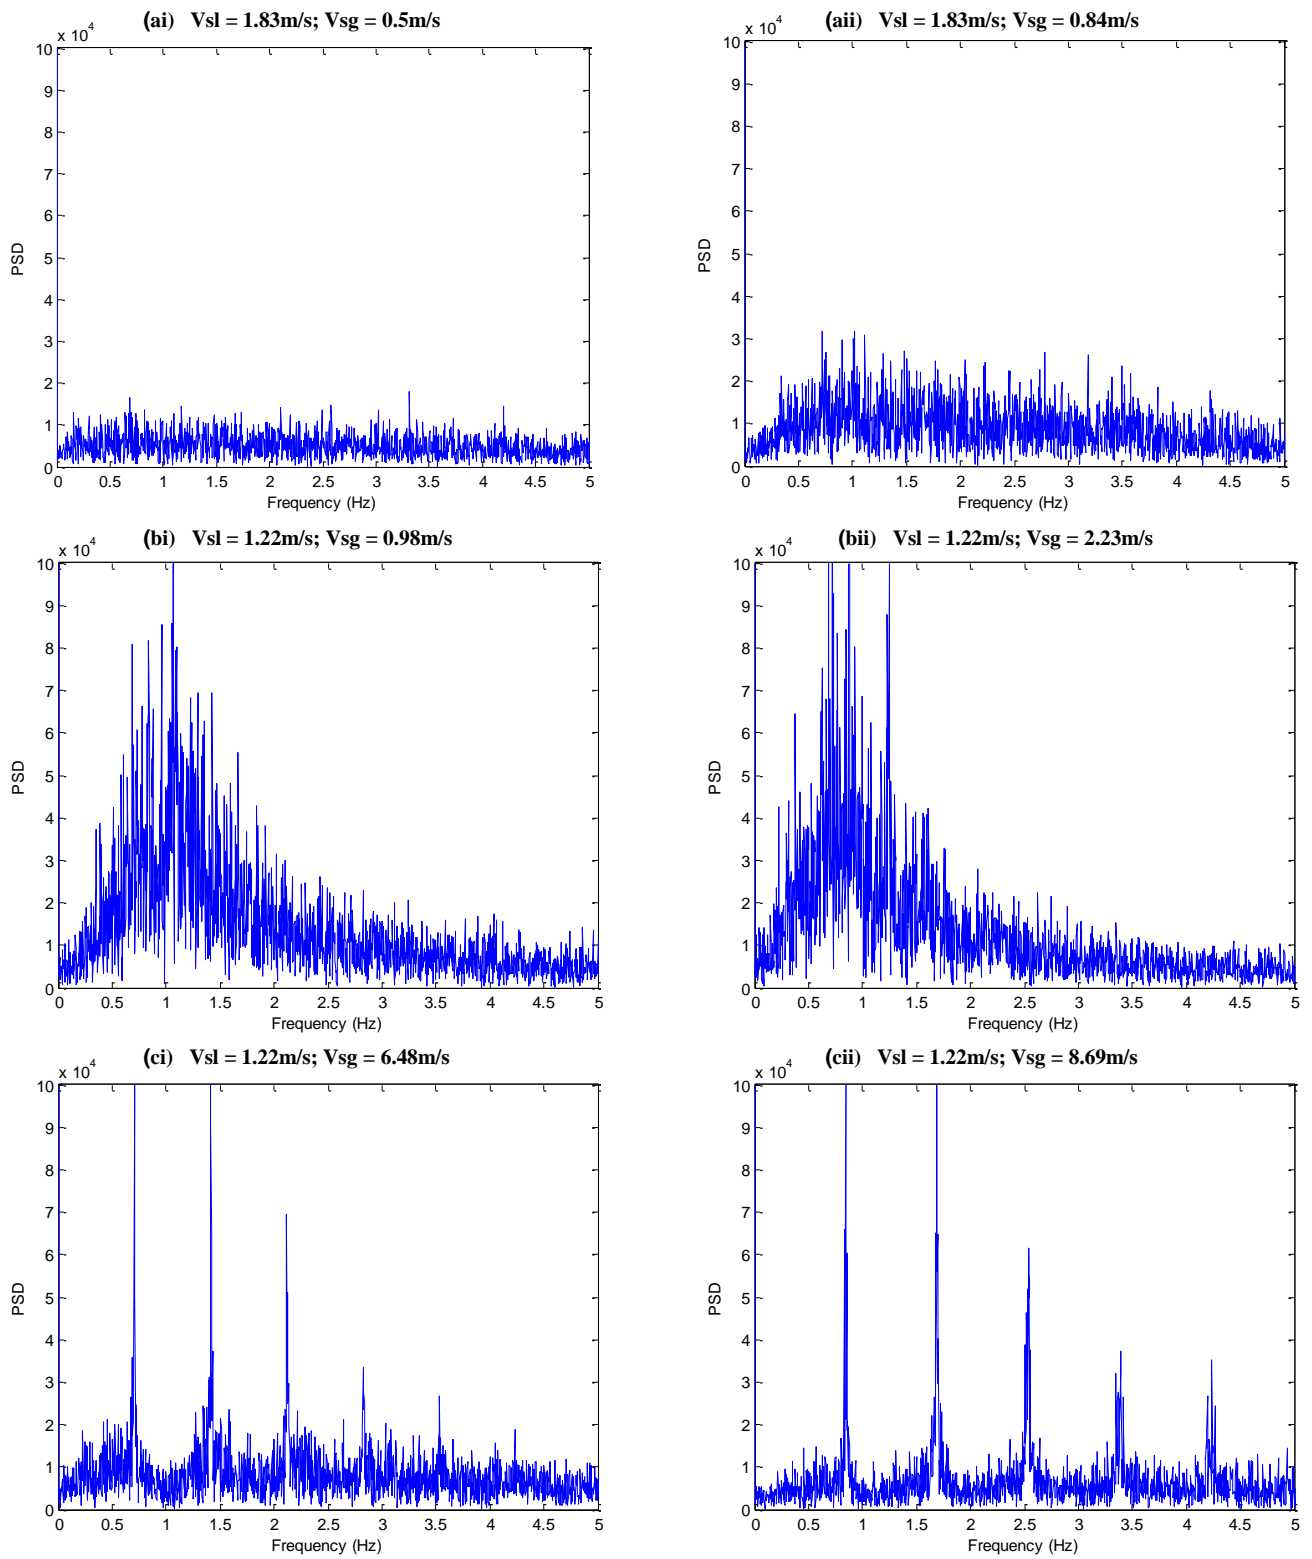 (ai) Vsl = 1.83m/s; Vsg = 0.5m/s
x 10^4
10
9
8
7
6
5
4
3
2
1
0
PSD
0 0.5 1 1.5 2 2.5 3 3.5 4 4.5 5
Frequency (Hz)
(aii) Vsl = 1.83m/s; Vsg = 0.84m/s
x 10^4
10
9
8
7
6
5
4
3
2
1
0
PSD
0 0.5 1 1.5 2 2.5 3 3.5 4 4.5 5
Frequency (Hz)
(bi) Vsl = 1.22m/s; Vsg = 0.98m/s
x 10^4
10
9
8
7
6
5
4
3
2
1
0
PSD
0 0.5 1 1.5 2 2.5 3 3.5 4 4.5 5
Frequency (Hz)
(bii) Vsl = 1.22m/s; Vsg = 2.23m/s
x 10^4
10
9
8
7
6
5
4
3
2
1
0
PSD
0 0.5 1 1.5 2 2.5 3 3.5 4 4.5 5
Frequency (Hz)
(ci) Vsl = 1.22m/s; Vsg = 6.48m/s
x 10^4
10
9
8
7
6
5
4
3
2
1
0
PSD
0 0.5 1 1.5 2 2.5 3 3.5 4 4.5 5
Frequency (Hz)
(cii) Vsl = 1.22m/s; Vsg = 8.69m/s
x 10^4
10
9
8
7
6
5
4
3
2
1
0
PSD
0 0.5 1 1.5 2 2.5 3 3.5 4 4.5 5
Frequency (Hz)